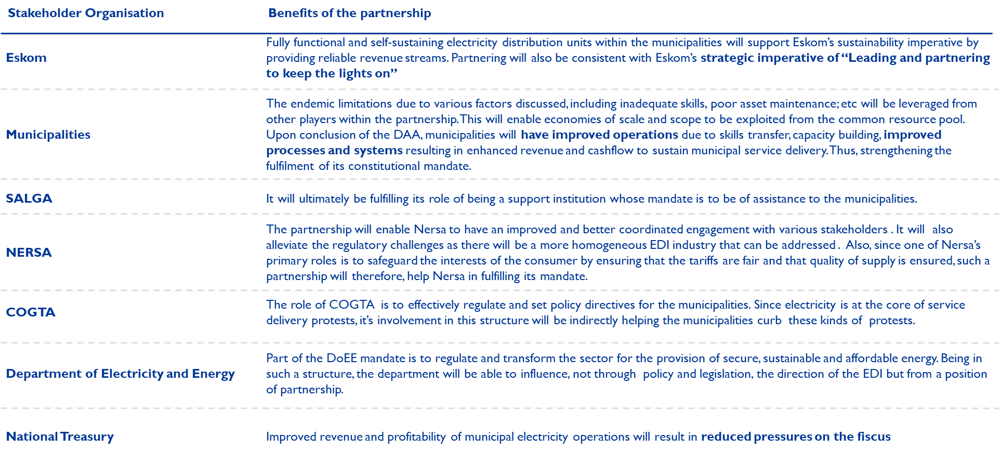 Stakeholder Organisation
Benefits of the partnership
Eskom
Fully functional and self-sustaining electricity distribution units within the municipalities will support Eskom’s sustainability imperative by
providing reliable revenue streams. Partnering will also be consistent with Eskom’s strategic imperative of “Leading and partnering
to keep the lights on”
Municipalities
The endemic limitations due to various factors discussed, including inadequate skills, poor asset maintenance; etc will be leveraged from
other players within the partnership. This will enable economies of scale and scope to be exploited from the common resource pool.
Upon conclusion of the DAA, municipalities will have improved operations due to skills transfer, capacity building, improved
processes and systems resulting in enhanced revenue and cashflow to sustain municipal service delivery. Thus, strengthening the
fulfilment of its constitutional mandate.
SALGA
It will ultimately be fulfilling its role of being a support institution whose mandate is to be of assistance to the municipalities.
NERSA
The partnership will enable Nersa to have an improved and better coordinated engagement with various stakeholders . It will also
alleviate the regulatory challenges as there will be a more homogeneous EDI industry that can be addressed . Also, since one of Nersa’s
primary roles is to safeguard the interests of the consumer by ensuring that the tariffs are fair and that quality of supply is ensured, such a
partnership will therefore, help Nersa in fulfilling its mandate.
COGTA
The role of COGTA is to effectively regulate and set policy directives for the municipalities. Since electricity is at the core of service
delivery protests, it’s involvement in this structure will be indirectly helping the municipalities curb these kinds of protests.
Department of Electricity and Energy
Part of the DoEE mandate is to regulate and transform the sector for the provision of secure, sustainable and affordable energy. Being in
such a structure, the department will be able to influence, not through policy and legislation, the direction of the EDI but from a position
of partnership.
National Treasury
Improved revenue and profitability of municipal electricity operations will result in reduced pressures on the fiscus